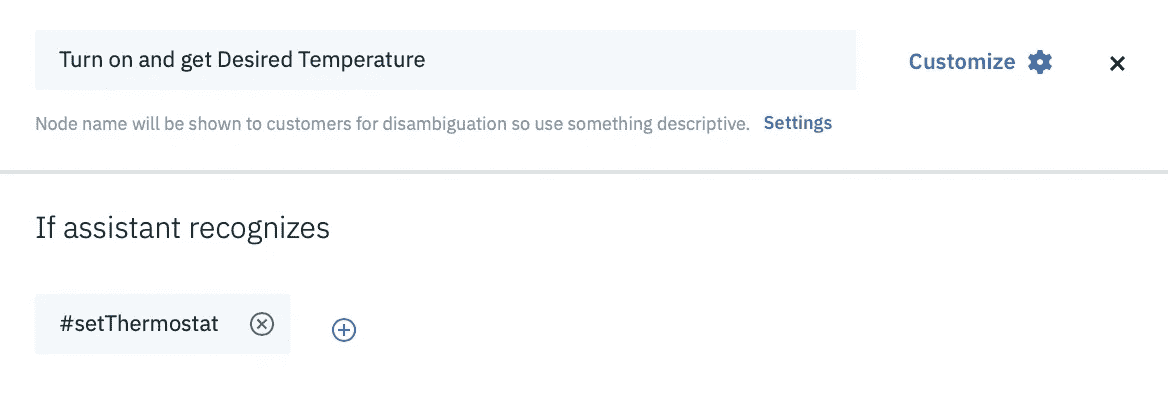 Turn on and get Desired Temperature
Customize
Node name will be shown to customers for disambiguation so use something descriptive. Settings
If assistant recognizes
#setThermostat